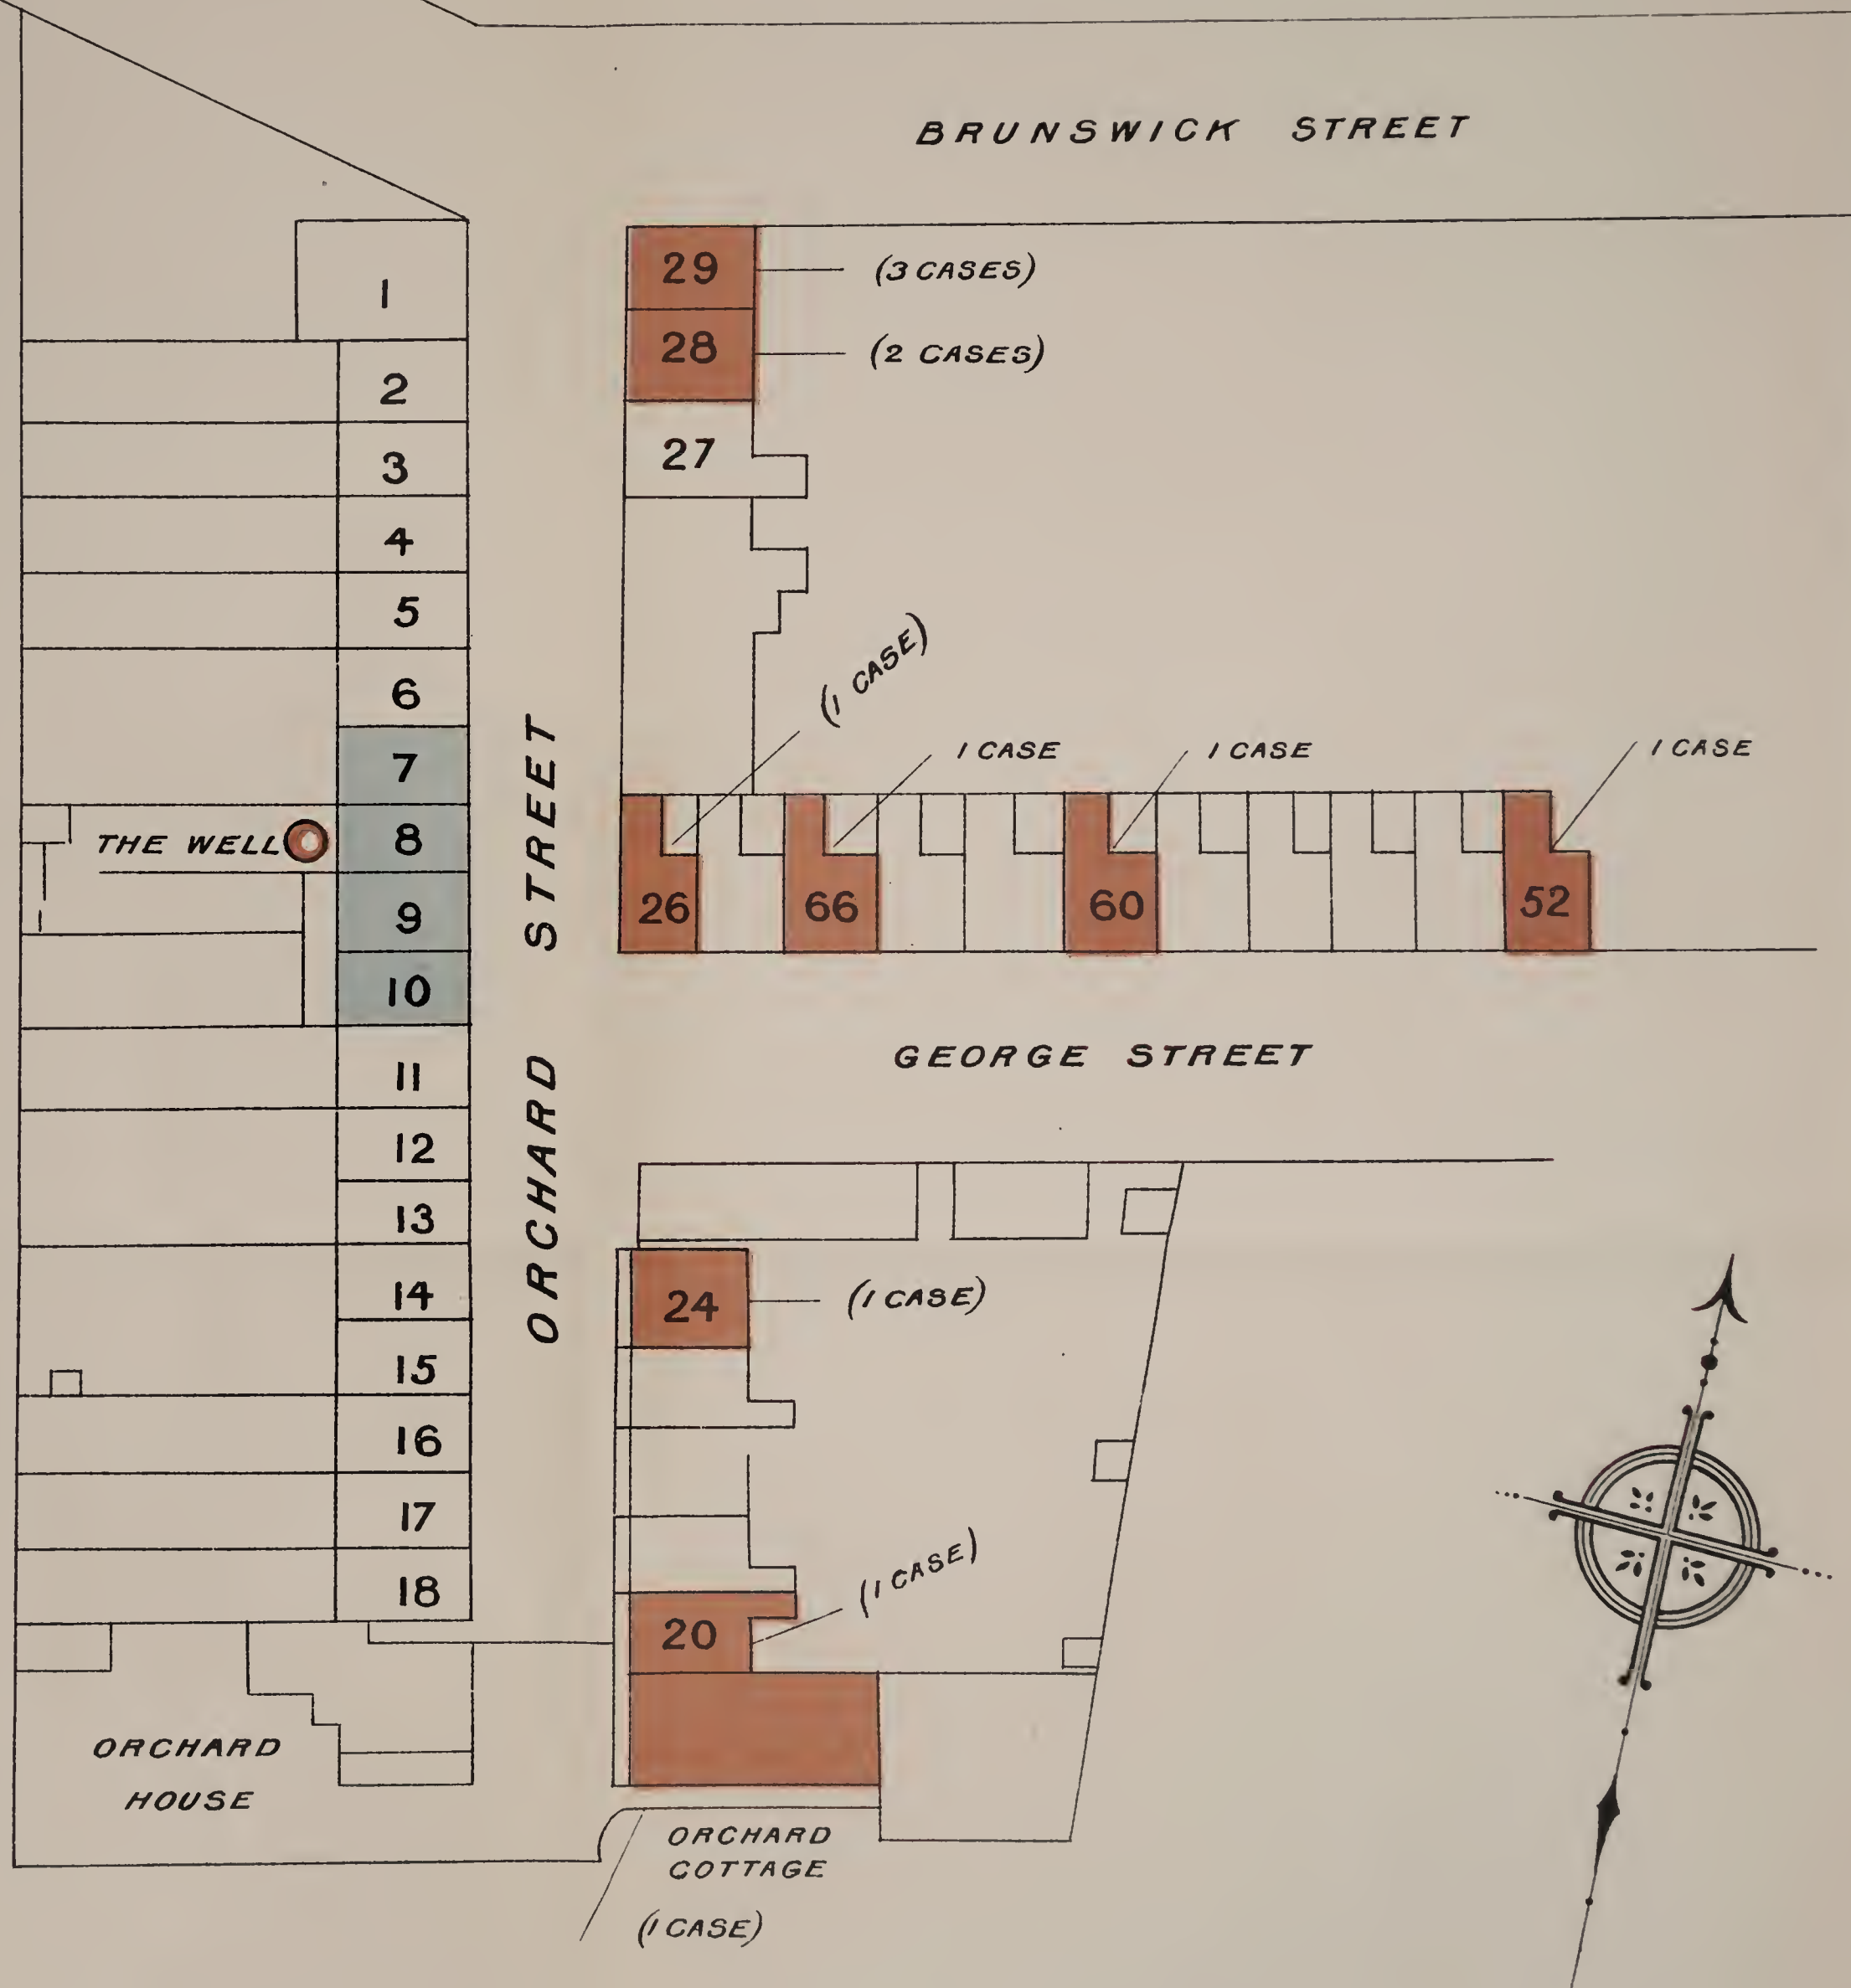 BRUNSWICK STREET
29
(3 CASES)
28
(2 CASES)
27
1
2
3
4
5
6
7
8
9
10
11
12
13
14
15
16
17
18
THE WELL
ORCHARD STREET
(1 CASE)
1 CASE
1 CASE
1 CASE
26
66
60
52
GEORGE STREET
24
(1 CASE)
20
(1 CASE)
ORCHARD
HOUSE
ORCHARD
COTTAGE
(1 CASE)